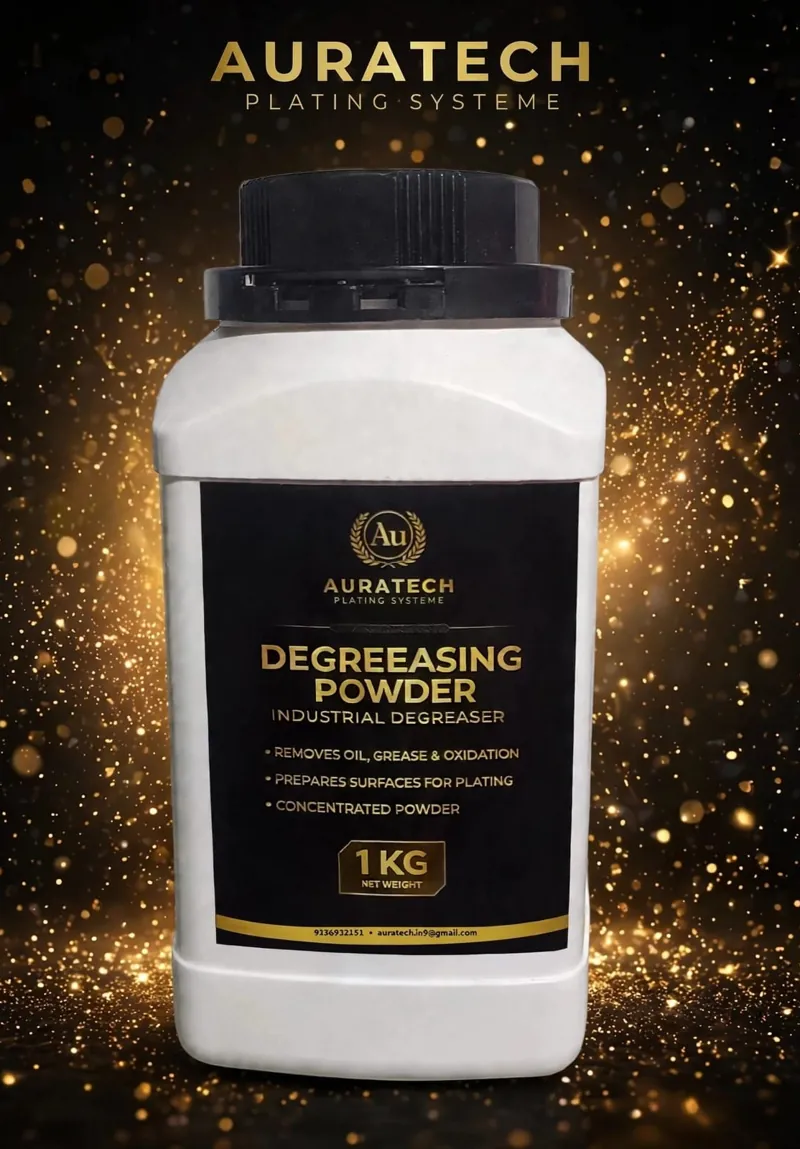 AURATECH
PLATING SYSTEME
Au
AURATECH
PLATING SYSTEME
DEGREEASING
POWDER
INDUSTRIAL DEGREASER
• REMOVES OIL, GREASE & OXIDATION
• PREPARES SURFACES FOR PLATING
• CONCENTRATED POWDER
1 KG
NET WEIGHT
9136932151 • auratech.in9@gmail.com